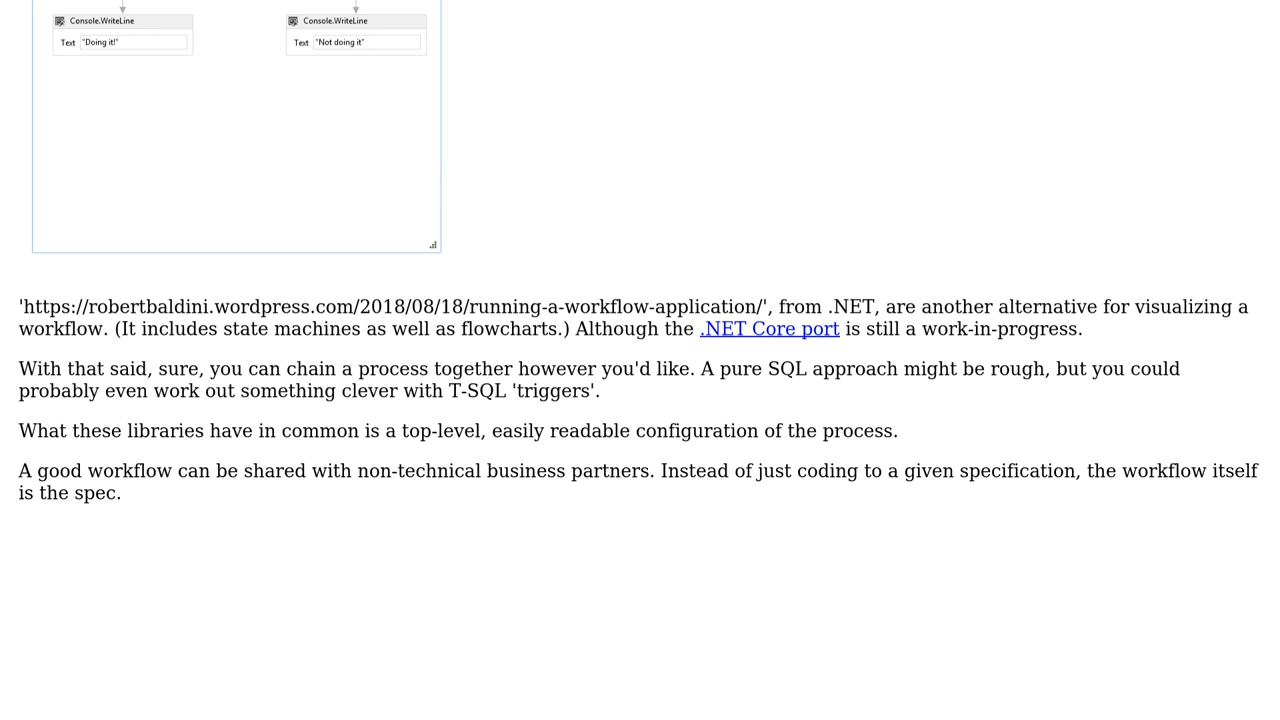 Console.WriteLine Console.WriteLine
Text "Doing it!" Text "Not doing it"
'https://robertbaldini.wordpress.com/2018/08/18/running-a-workflow-application/', from .NET, are another alternative for visualizing a
workflow. (It includes state machines as well as flowcharts.) Although the .NET Core port is still a work-in-progress.
With that said, sure, you can chain a process together however you'd like. A pure SQL approach might be rough, but you could
probably even work out something clever with T-SQL 'triggers'.
What these libraries have in common is a top-level, easily readable configuration of the process.
A good workflow can be shared with non-technical business partners. Instead of just coding to a given specification, the workflow itself
is the spec.